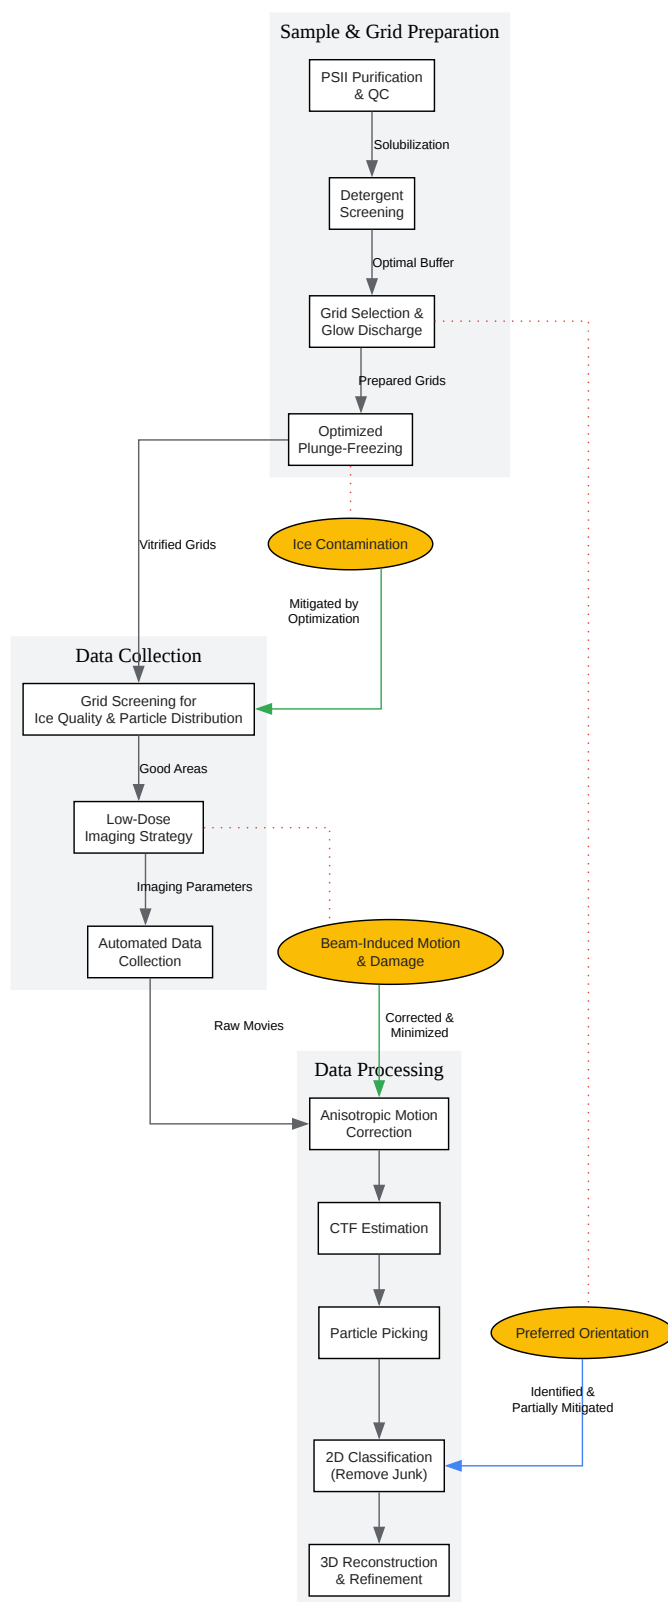 Sample & Grid Preparation
PSII Purification
& QC
Solubilization
Detergent
Screening
Optimal Buffer
Grid Selection &
Glow Discharge
Prepared Grids
Optimized
Plunge-Freezing
Vitrified Grids
Ice Contamination
Mitigated by
Optimization
Data Collection
Grid Screening for
Ice Quality & Particle Distribution
Good Areas
Low-Dose
Imaging Strategy
Imaging Parameters
Automated Data
Collection
Beam-Induced Motion
& Damage
Raw Movies
Corrected &
Minimized
Data Processing
Anisotropic Motion
Correction
CTF Estimation
Particle Picking
Preferred Orientation
Identified &
Partially Mitigated
2D Classification
(Remove Junk)
3D Reconstruction
& Refinement